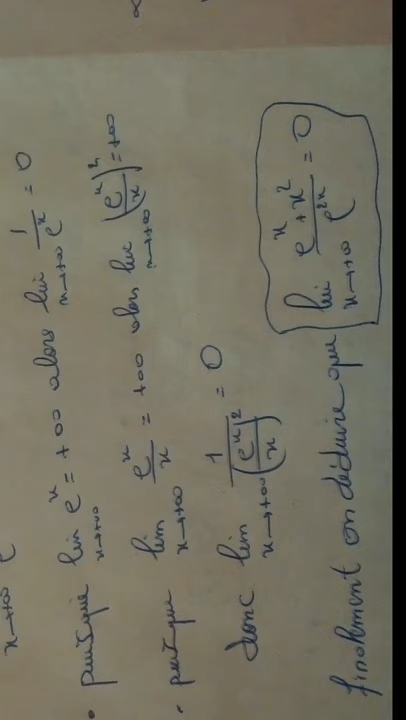 x→+∞ e
• puisque lim e^x = +∞ alors lim 1/e^x = 0
x→+∞ x→+∞
• puisque lim e^x/x = +∞ alors lim (e^x/x)^2 = +∞
x→+∞ x→+∞
donc lim 1/(e^x/x)^2 = 0
x→+∞
finalement on déduire que lim (e^x + x^2)/e^{2x} = 0
x→+∞